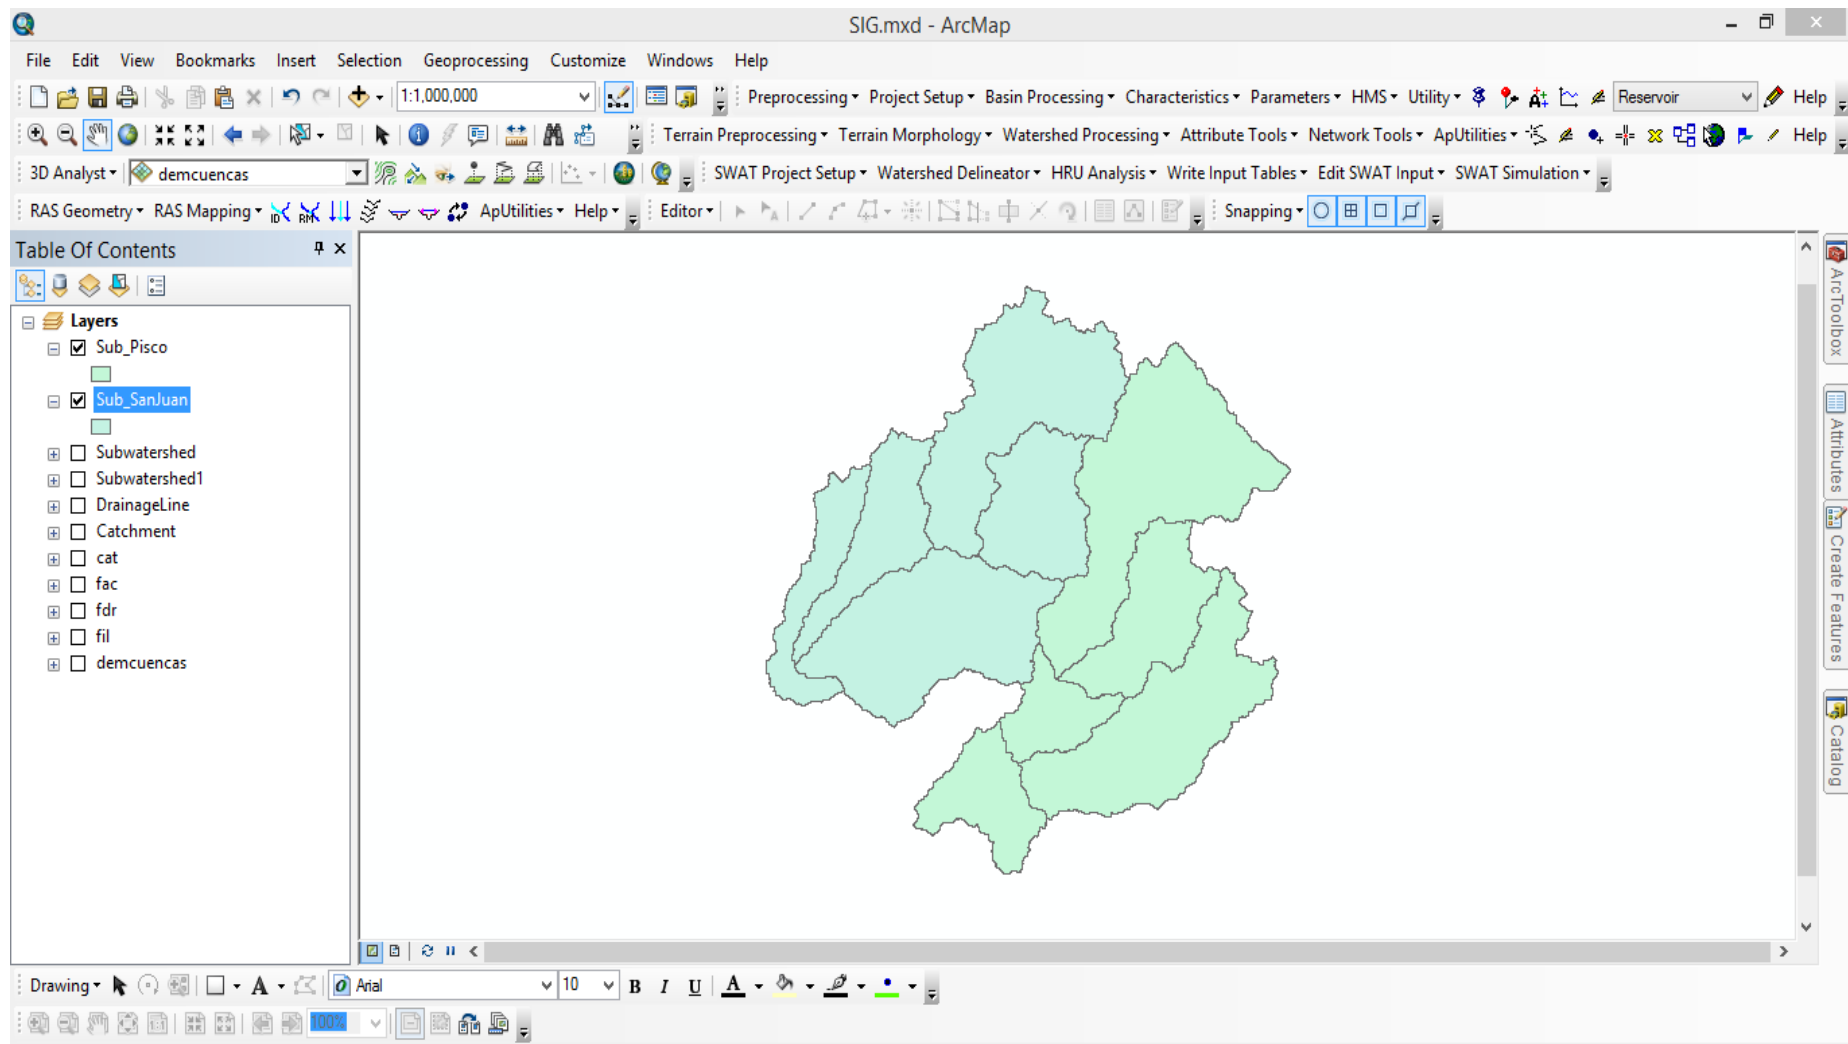 SIG.mxd - ArcMap
File Edit View Bookmarks Insert Selection Geoprocessing Customize Windows Help
1:1,000,000 Preprocessing Project Setup Basin Processing Characteristics Parameters HMS Utility Reservoir Help
Terrain Preprocessing Terrain Morphology Watershed Processing Attribute Tools Network Tools ApUtilities Help
3D Analyst demcuencas SWAT Project Setup Watershed Delineator HRU Analysis Write Input Tables Edit SWAT Input SWAT Simulation
RAS Geometry RAS Mapping ID RM ApUtilities Help Editor Snapping
Table Of Contents
Layers
Sub_Pisco
Sub_SanJuan
Subwatershed
Subwatershed1
DrainageLine
Catchment
cat
fac
fdr
fil
demcuencas
ArcToolbox
Attributes
Create Features
Catalog
Drawing A Arial 10 B I U A
100%